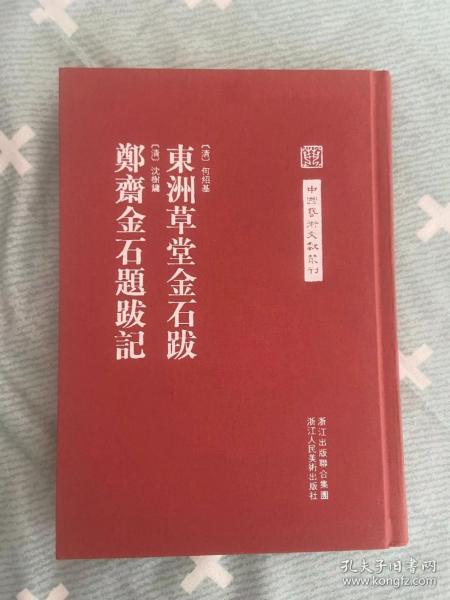 中國藝術文獻叢刊
〔清〕何紹基
東洲草堂金石跋
〔清〕沈樹鏞
鄭齋金石題跋記
浙江出版聯合集團
浙江人民美術出版社
孔夫子旧书网
www.kongfz.com